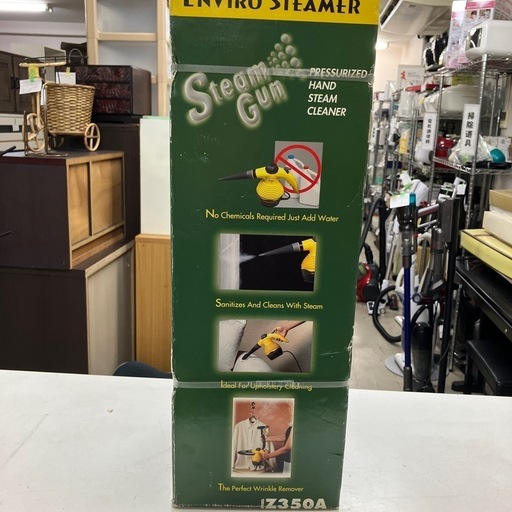 ENVIRO STEAMER
Steam
Gun
PRESSURIZED
HAND
STEAM
CLEANER
No Chemicals Required Just Add Water
Sanitizes And Cleans With Steam
Ideal For Upholstery Cleaning
The Perfect Wrinkle Remover
IZ350A
掃除道具